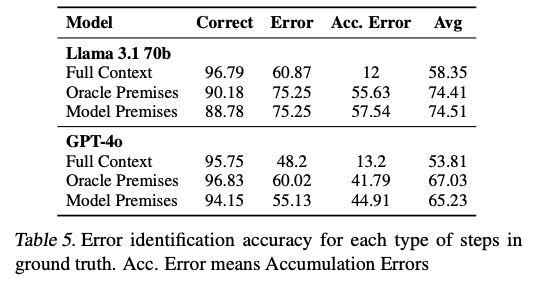 Model Correct Error Acc. Error Avg
Llama 3.1 70b
Full Context 96.79 60.87 12 58.35
Oracle Premises 90.18 75.25 55.63 74.41
Model Premises 88.78 75.25 57.54 74.51
GPT-4o
Full Context 95.75 48.2 13.2 53.81
Oracle Premises 96.83 60.02 41.79 67.03
Model Premises 94.15 55.13 44.91 65.23
Table 5. Error identification accuracy for each type of steps in
ground truth. Acc. Error means Accumulation Errors